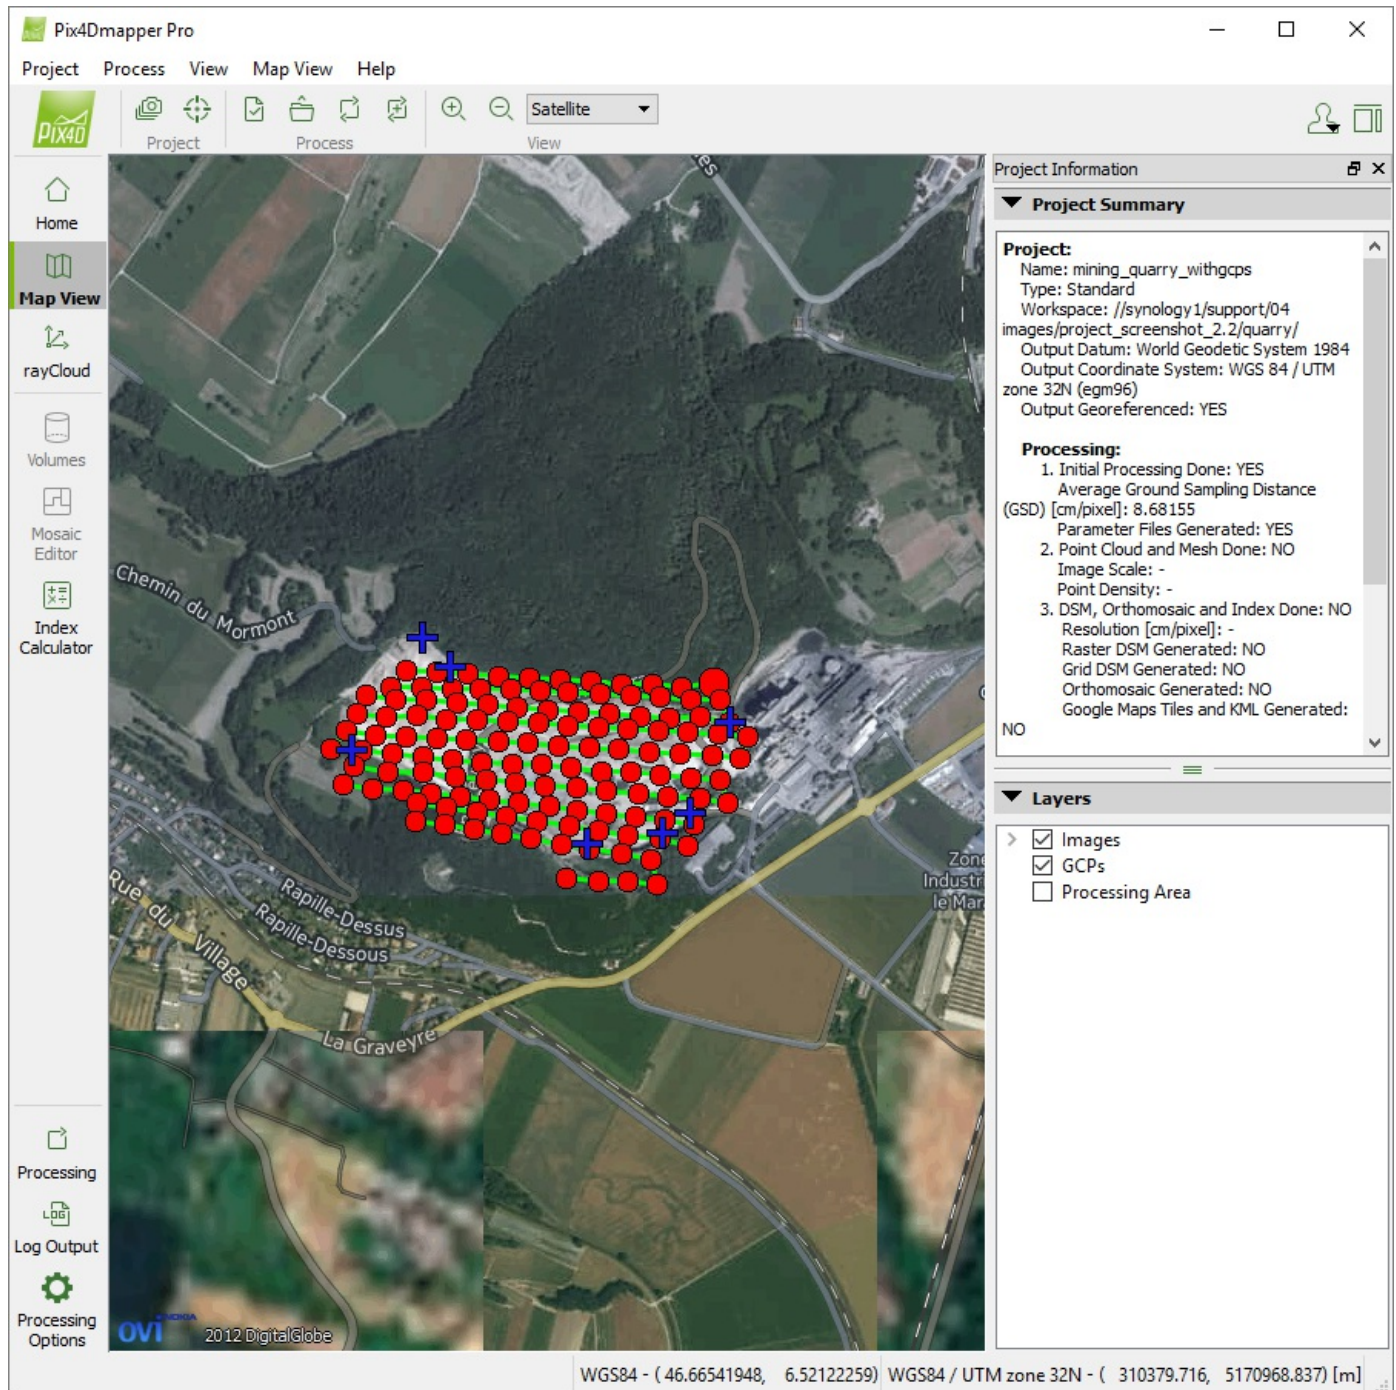 Pix4Dmapper Pro
Project Process View Map View Help
PIX4D
Satellite
Project Process View
Home
Map View
rayCloud
Volumes
Mosaic
Editor
Index
Calculator
Processing
Log Output
Processing
Options
Chemin du Mormont
Rapille-Dessus
Rapille-Dessous
Rue du Village
La Graveyre
Zone
Industri
le Mar
ovi NOKIA 2012 DigitalGlobe
Project Information
Project Summary
Project:
Name: mining_quarry_withgcps
Type: Standard
Workspace: //synology1/support/04
images/project_screenshot_2.2/quarry/
Output Datum: World Geodetic System 1984
Output Coordinate System: WGS 84 / UTM
zone 32N (egm96)
Output Georeferenced: YES
Processing:
1. Initial Processing Done: YES
Average Ground Sampling Distance
(GSD) [cm/pixel]: 8.68155
Parameter Files Generated: YES
2. Point Cloud and Mesh Done: NO
Image Scale: -
Point Density: -
3. DSM, Orthomosaic and Index Done: NO
Resolution [cm/pixel]: -
Raster DSM Generated: NO
Grid DSM Generated: NO
Orthomosaic Generated: NO
Google Maps Tiles and KML Generated:
NO
Layers
Images
GCPs
Processing Area
WGS84 - ( 46.66541948, 6.52122259) WGS84 / UTM zone 32N - ( 310379.716, 5170968.837) [m]